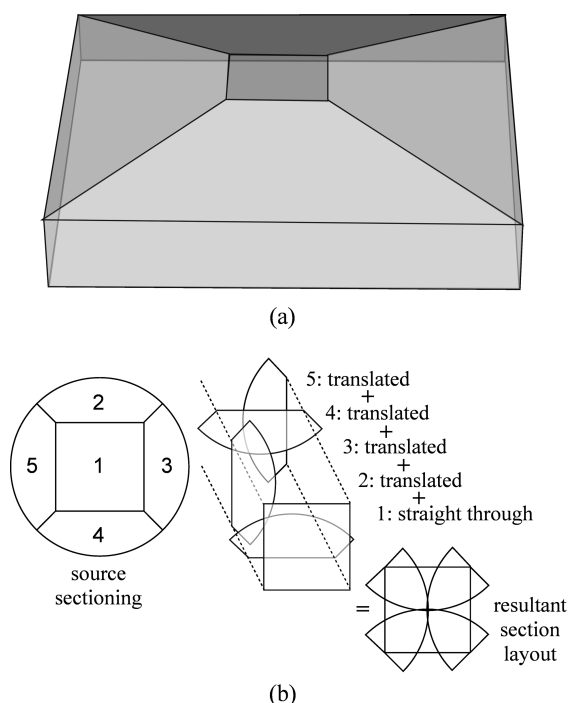 (a)
5: translated
+
4: translated
+
3: translated
+
2: translated
+
1: straight through
2
5
1
3
4
source
sectioning
=
resultant
section
layout
(b)